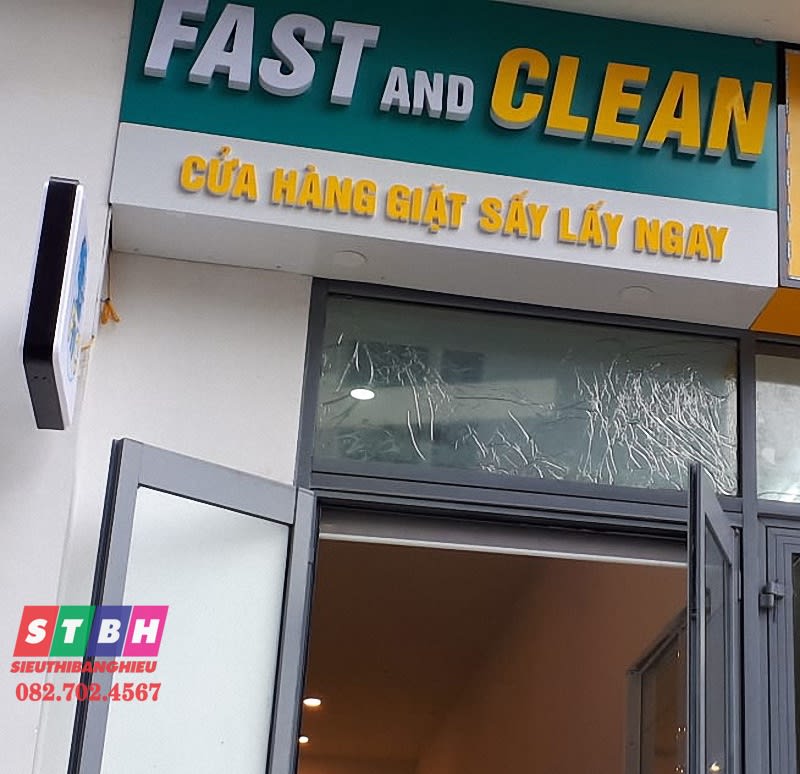 FAST AND CLEAN
CỬA HÀNG GIẶT SẤY LẤY NGAY
STBH
SIEUTHIBANGHIEU
082.702.4567